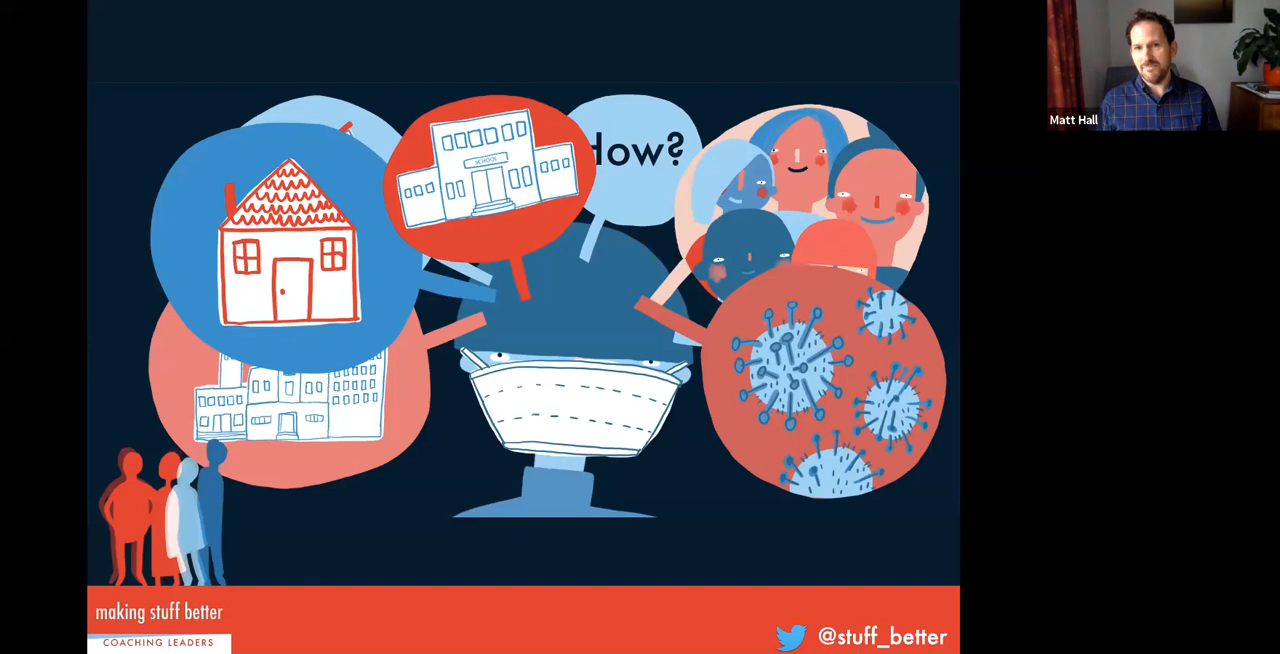 Matt Hall
SCHOOL
How?
making stuff better
COACHING LEADERS
@stuff_better